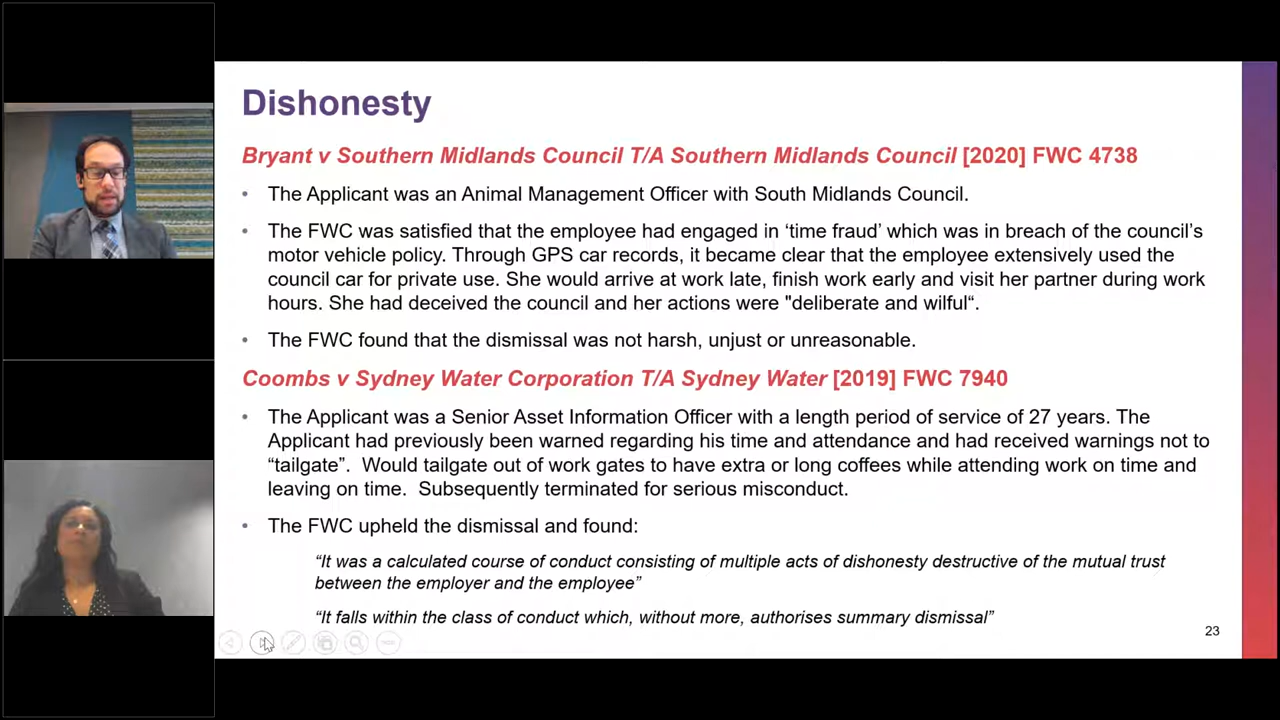 Dishonesty
Bryant v Southern Midlands Council T/A Southern Midlands Council [2020] FWC 4738
• The Applicant was an Animal Management Officer with South Midlands Council.
• The FWC was satisfied that the employee had engaged in ‘time fraud’ which was in breach of the council’s
motor vehicle policy. Through GPS car records, it became clear that the employee extensively used the
council car for private use. She would arrive at work late, finish work early and visit her partner during work
hours. She had deceived the council and her actions were "deliberate and wilful“.
• The FWC found that the dismissal was not harsh, unjust or unreasonable.
Coombs v Sydney Water Corporation T/A Sydney Water [2019] FWC 7940
• The Applicant was a Senior Asset Information Officer with a length period of service of 27 years. The
Applicant had previously been warned regarding his time and attendance and had received warnings not to
“tailgate”. Would tailgate out of work gates to have extra or long coffees while attending work on time and
leaving on time. Subsequently terminated for serious misconduct.
• The FWC upheld the dismissal and found:
“It was a calculated course of conduct consisting of multiple acts of dishonesty destructive of the mutual trust
between the employer and the employee”
“It falls within the class of conduct which, without more, authorises summary dismissal”
23